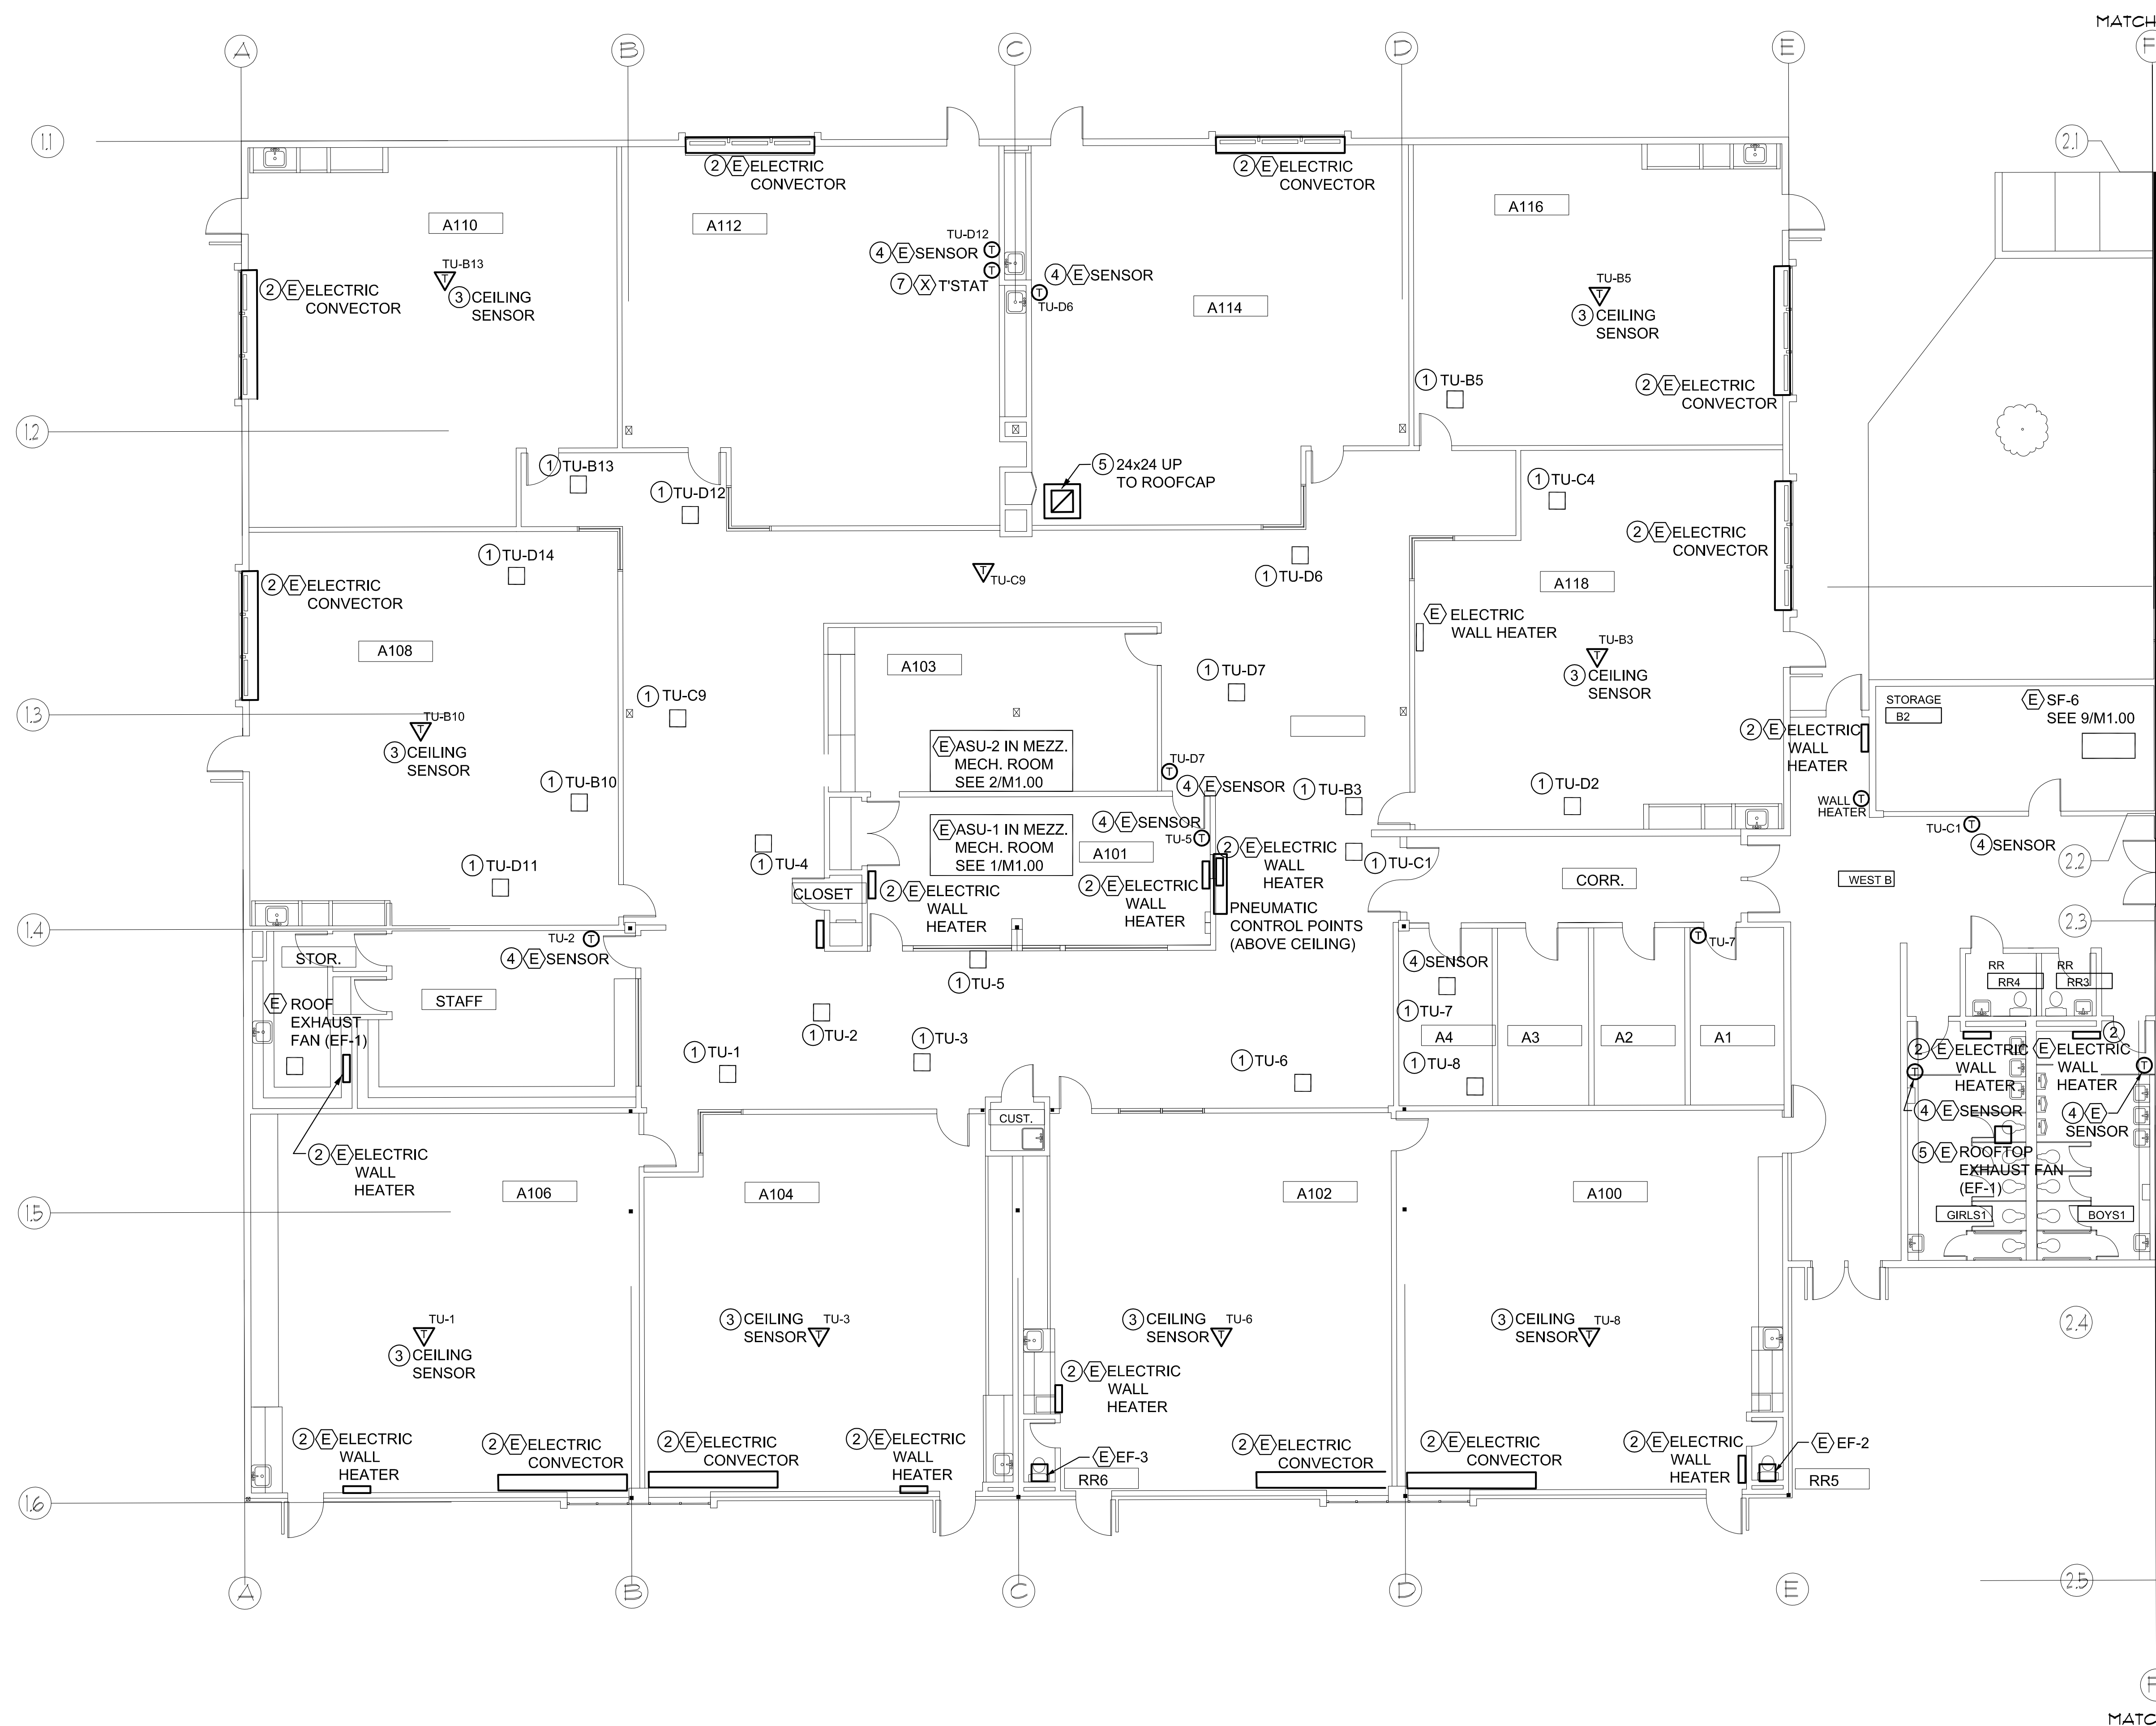 MATCH
A
B
C
D
E
F
1.1
2.1
2 E ELECTRIC
CONVECTOR
2 E ELECTRIC
CONVECTOR
A110
A112
A116
TU-D12
4 E SENSOR T
7 X T'STAT T
4 E SENSOR
T
TU-D6
TU-B13
T
3 CEILING
SENSOR
2 E ELECTRIC
CONVECTOR
A114
TU-B5
T
3 CEILING
SENSOR
1 TU-B5
2 E ELECTRIC
CONVECTOR
1.2
1 TU-B13
1 TU-D12
5 24x24 UP
TO ROOFCAP
1 TU-C4
2 E ELECTRIC
CONVECTOR
1 TU-D14
T
TU-C9
1 TU-D6
A118
2 E ELECTRIC
CONVECTOR
A108
E ELECTRIC
WALL HEATER
TU-B3
T
3 CEILING
SENSOR
A103
1 TU-D7
1 TU-C9
1.3
TU-B10
T
3 CEILING
SENSOR
E ASU-2 IN MEZZ.
MECH. ROOM
SEE 2/M1.00
TU-D7
T
4 E SENSOR
STORAGE
B2
E SF-6
SEE 9/M1.00
2 E ELECTRIC
WALL
HEATER
WALL
HEATER
T
1 TU-B10
1 TU-B3
1 TU-D2
E ASU-1 IN MEZZ.
MECH. ROOM
SEE 1/M1.00
4 E SENSOR
TU-5 T
A101
TU-C1 T
4 SENSOR
2.2
1 TU-4
1 TU-D11
2 E ELECTRIC
WALL
HEATER
1 TU-C1
CORR.
WEST B
CLOSET
2 E ELECTRIC
WALL
HEATER
2 E ELECTRIC
WALL
HEATER
PNEUMATIC
CONTROL POINTS
(ABOVE CEILING)
1.4
2.3
TU-2 T
4 E SENSOR
STOR.
STAFF
T
TU-7
4 SENSOR
1 TU-5
RR
RR4
RR
RR3
E ROOF
EXHAUST
FAN (EF-1)
1 TU-7
1 TU-2
1 TU-3
A4
A3
A2
A1
1 TU-1
1 TU-6
1 TU-8
2
2 E ELECTRIC
WALL
HEATER
T
E ELECTRIC
WALL
HEATER
T
4 E SENSOR
4 E
SENSOR
5 E ROOFTOP
EXHAUST FAN
(EF-1)
CUST.
2 E ELECTRIC
WALL
HEATER
A106
A104
A102
A100
1.5
GIRLS1
BOYS1
TU-1
T
3 CEILING
SENSOR
3 CEILING
SENSOR T
TU-3
3 CEILING
SENSOR T
TU-6
3 CEILING
SENSOR T
TU-8
2.4
2 E ELECTRIC
WALL
HEATER
2 E ELECTRIC
WALL
HEATER
2 E ELECTRIC
CONVECTOR
2 E ELECTRIC
CONVECTOR
2 E ELECTRIC
WALL
HEATER
E EF-3
RR6
2 E ELECTRIC
CONVECTOR
2 E ELECTRIC
CONVECTOR
2 E ELECTRIC
WALL
HEATER
E EF-2
RR5
1.6
2.5
A
B
C
D
E
F
MATC